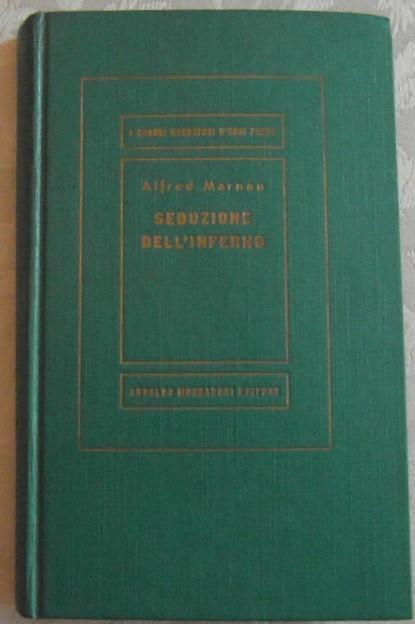 I GRANDI NARRATORI D'OGNI PAESE
Alfred Marnau
SEDUZIONE
DELL'INFERNO
ARNOLDO MONDADORI EDITORE